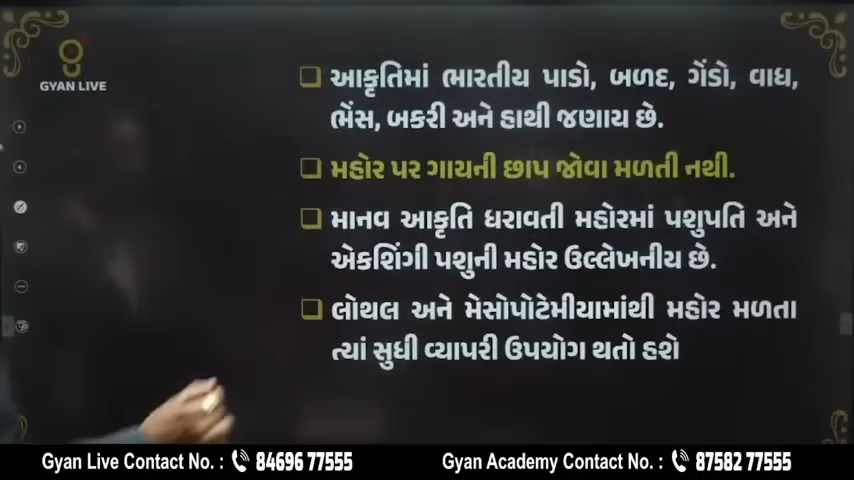 GYAN LIVE
આકૃતિમાં ભારતીય પાડો, બળદ, ગેંડો, વાઘ,
ભેંસ, બકરી અને હાથી જણાય છે.
મહોર પર ગાયની છાપ જોવા મળતી નથી.
માનવ આકૃતિ ધરાવતી મહોરમાં પશુપતિ અને
એકશિંગી પશુની મહોર ઉલ્લેખનીય છે.
લોથલ અને મેસોપોટેમીયામાંથી મહોર મળતા
ત્યાં સુધી વ્યાપરી ઉપયોગ થતો હશે
Gyan Live Contact No. : 84696 77555
Gyan Academy Contact No. : 87582 77555